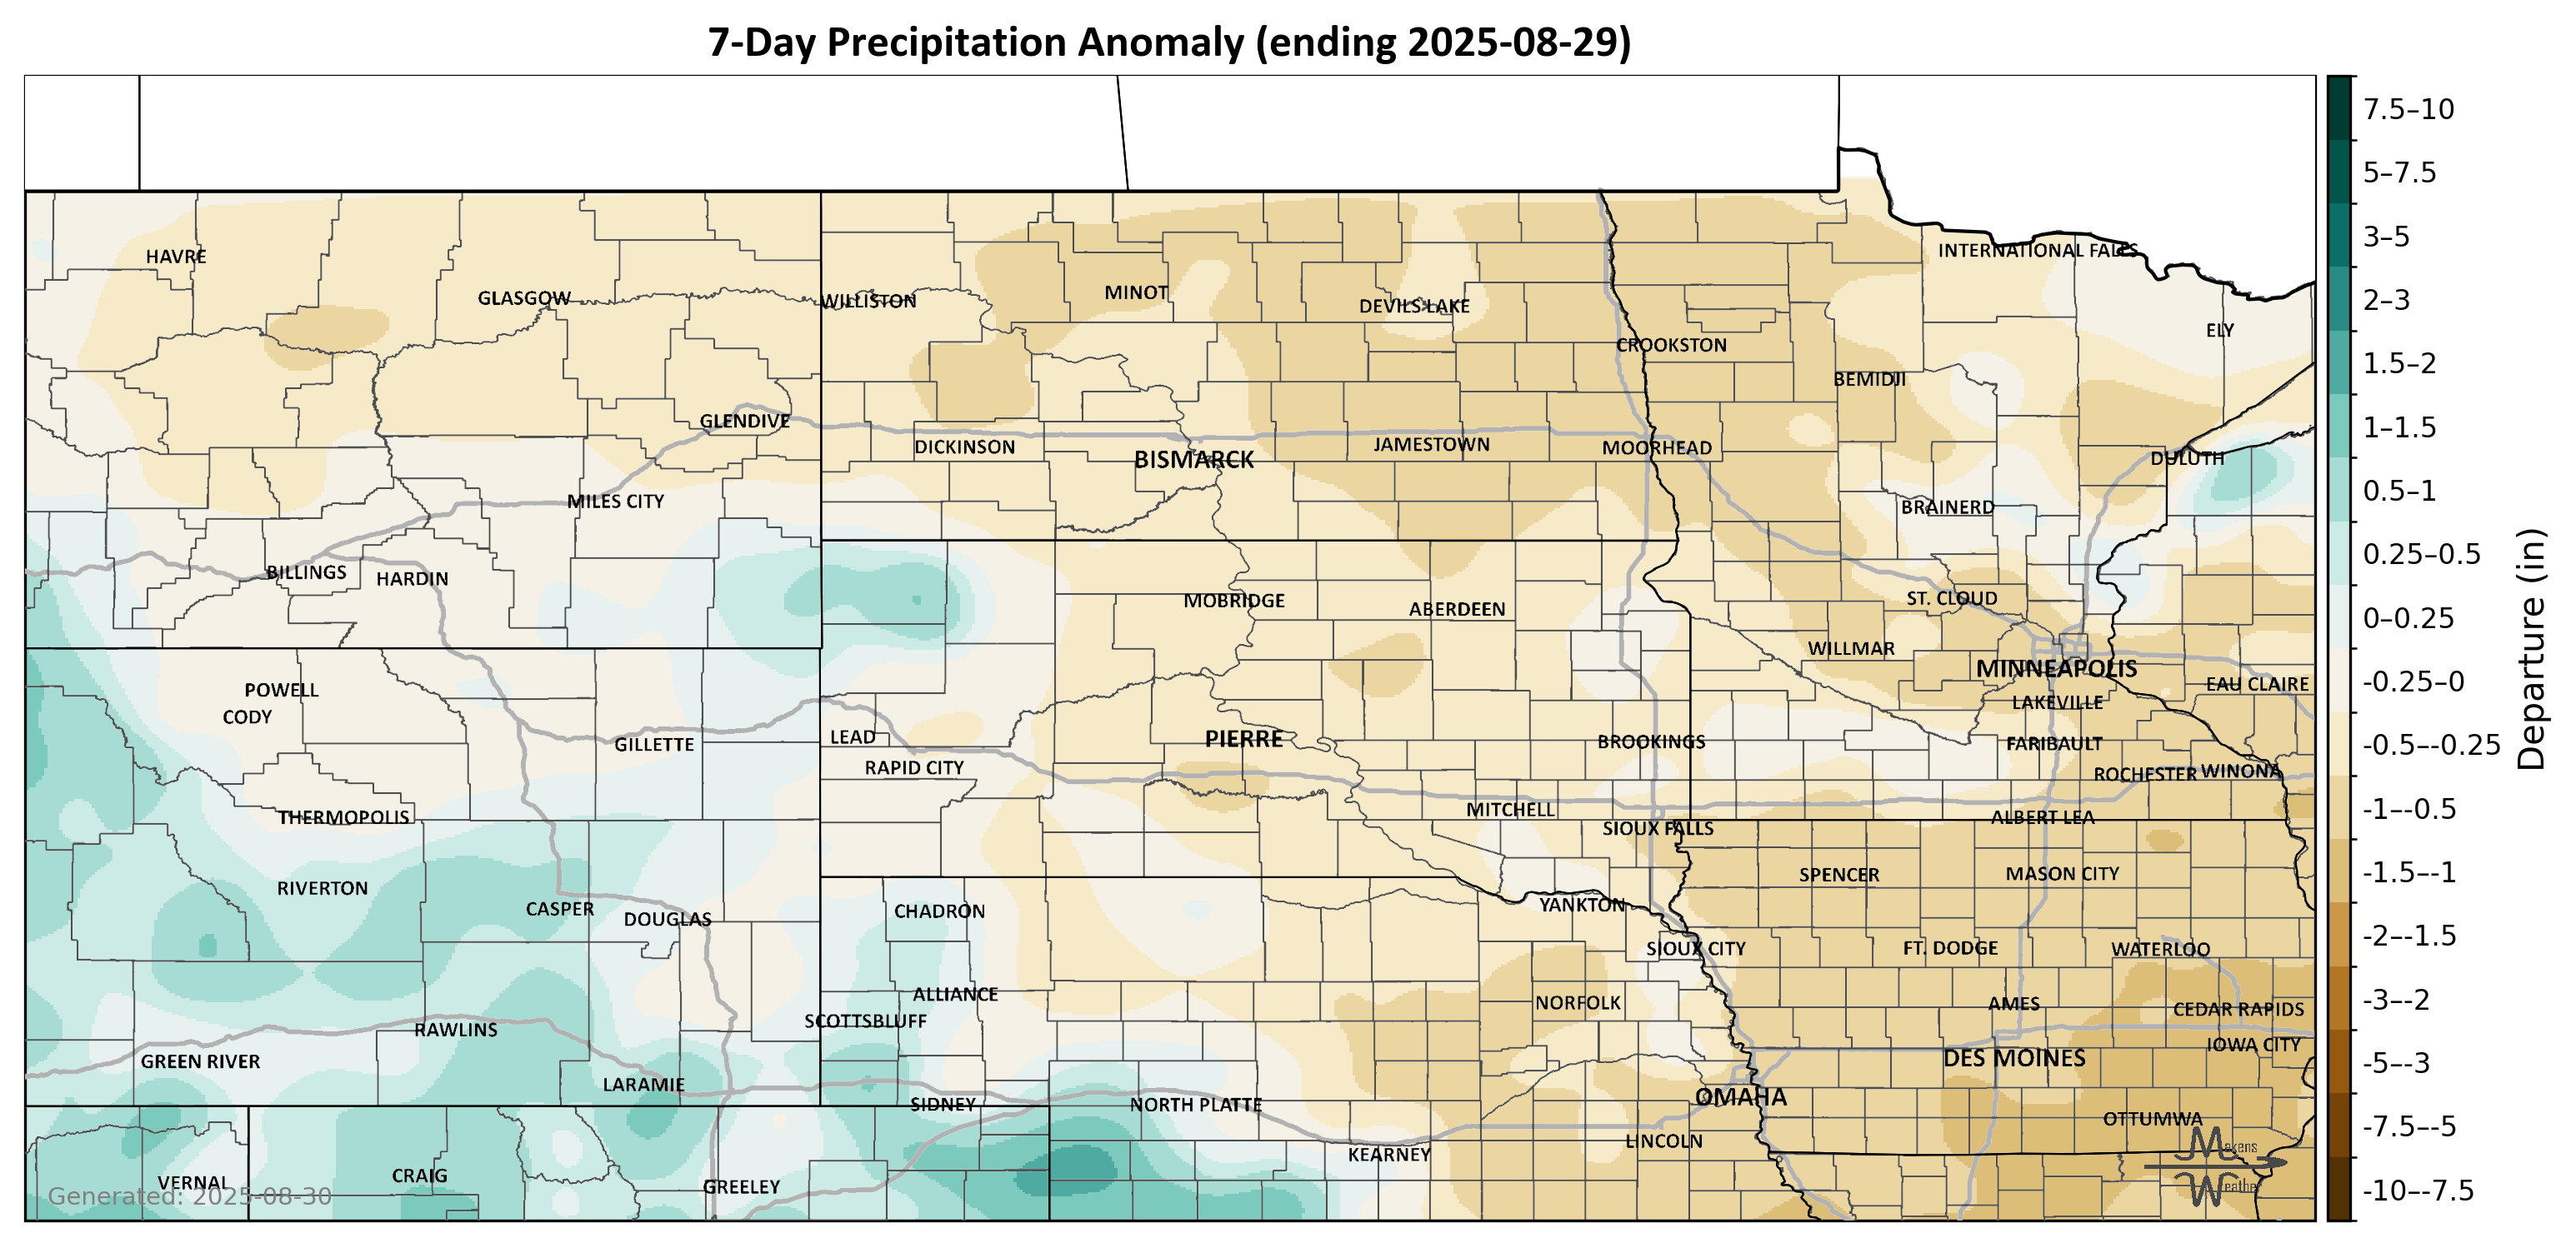 7-Day Precipitation Anomaly (ending 2025-08-29)
HAVRE
GLASGOW
WILLISTON
MINOT
DEVILS LAKE
INTERNATIONAL FALLS
ELY
CROOKSTON
BEMIDJI
GLENDIVE
DICKINSON
BISMARCK
JAMESTOWN
MOORHEAD
DULUTH
MILES CITY
BRAINERD
BILLINGS
HARDIN
MOBRIDGE
ABERDEEN
ST. CLOUD
WILLMAR
MINNEAPOLIS
EAU CLAIRE
POWELL
CODY
LAKEVILLE
GILLETTE
LEAD
PIERRE
BROOKINGS
FARIBAULT
RAPID CITY
ROCHESTER
WINONA
THERMOPOLIS
MITCHELL
SIOUX FALLS
ALBERT LEA
RIVERTON
SPENCER
MASON CITY
CASPER
DOUGLAS
CHADRON
YANKTON
SIOUX CITY
FT. DODGE
WATERLOO
ALLIANCE
NORFOLK
AMES
CEDAR RAPIDS
SCOTTSBLUFF
RAWLINS
GREEN RIVER
DES MOINES
IOWA CITY
LARAMIE
SIDNEY
NORTH PLATTE
OMAHA
OTTUMWA
LINCOLN
KEARNEY
VERNAL
CRAIG
GREELEY
Generated: 2025-08-30
Makens
Weather
7.5–10
5–7.5
3–5
2–3
1.5–2
1–1.5
0.5–1
0.25–0.5
0–0.25
-0.25–0
-0.5–-0.25
-1–-0.5
-1.5–-1
-2–-1.5
-3–-2
-5–-3
-7.5–-5
-10–-7.5
Departure (in)